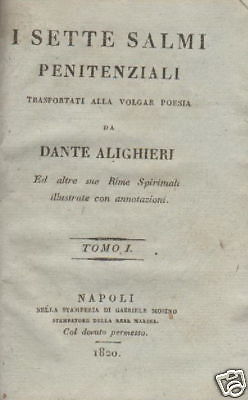 I SETTE SALMI
PENITENZIALI
TRASPORTATI ALLA VOLGAR POESIA
DA
DANTE ALIGHIERI
Ed altre sue Rime Spirituali
illustrate con annotazioni.
TOMO I.
NAPOLI
NELLA STAMPERIA DI GABRIELE MOSINO
STAMPATORE DELLA REAL MARINA.
Col dovuto permesso.
1820.